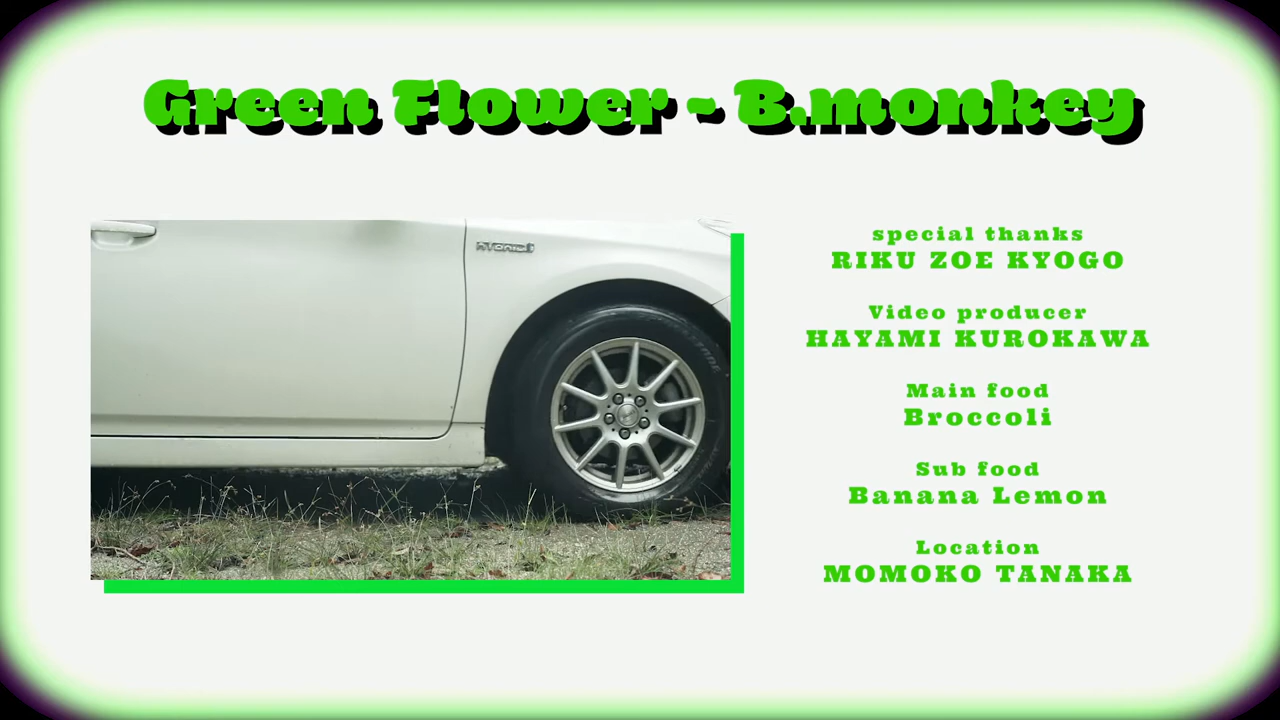 Green Flower - B.monkey
HYBRID
special thanks
RIKU ZOE KYOGO
Video producer
HAYAMI KUROKAWA
Main food
Broccoli
Sub food
Banana Lemon
Location
MOMOKO TANAKA